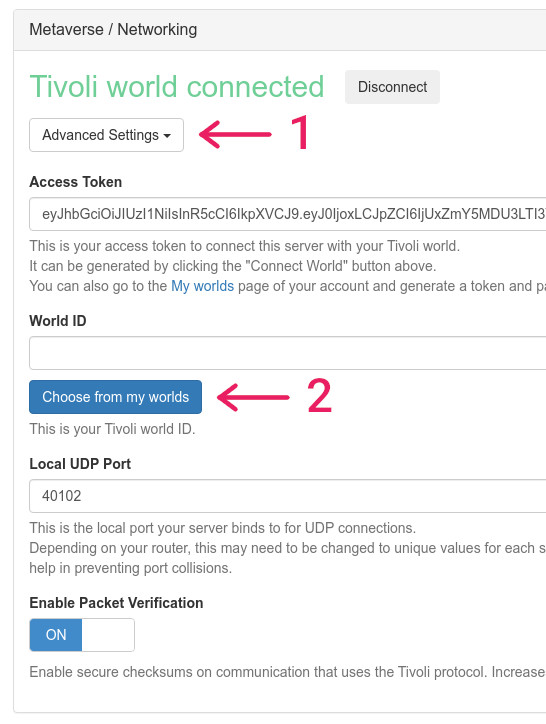 Metaverse / Networking
Tivoli world connected Disconnect
Advanced Settings 1
Access Token
eyJhbGciOiJIUzI1NiIsInR5cCI6IkpXVCJ9.eyJ0IjoxLCJpZCI6IjUxZmY5MDU3LTI3
This is your access token to connect this server with your Tivoli world.
It can be generated by clicking the "Connect World" button above.
You can also go to the My worlds page of your account and generate a token and pa
World ID
Choose from my worlds 2
This is your Tivoli world ID.
Local UDP Port
40102
This is the local port your server binds to for UDP connections.
Depending on your router, this may need to be changed to unique values for each s
help in preventing port collisions.
Enable Packet Verification
ON
Enable secure checksums on communication that uses the Tivoli protocol. Increase